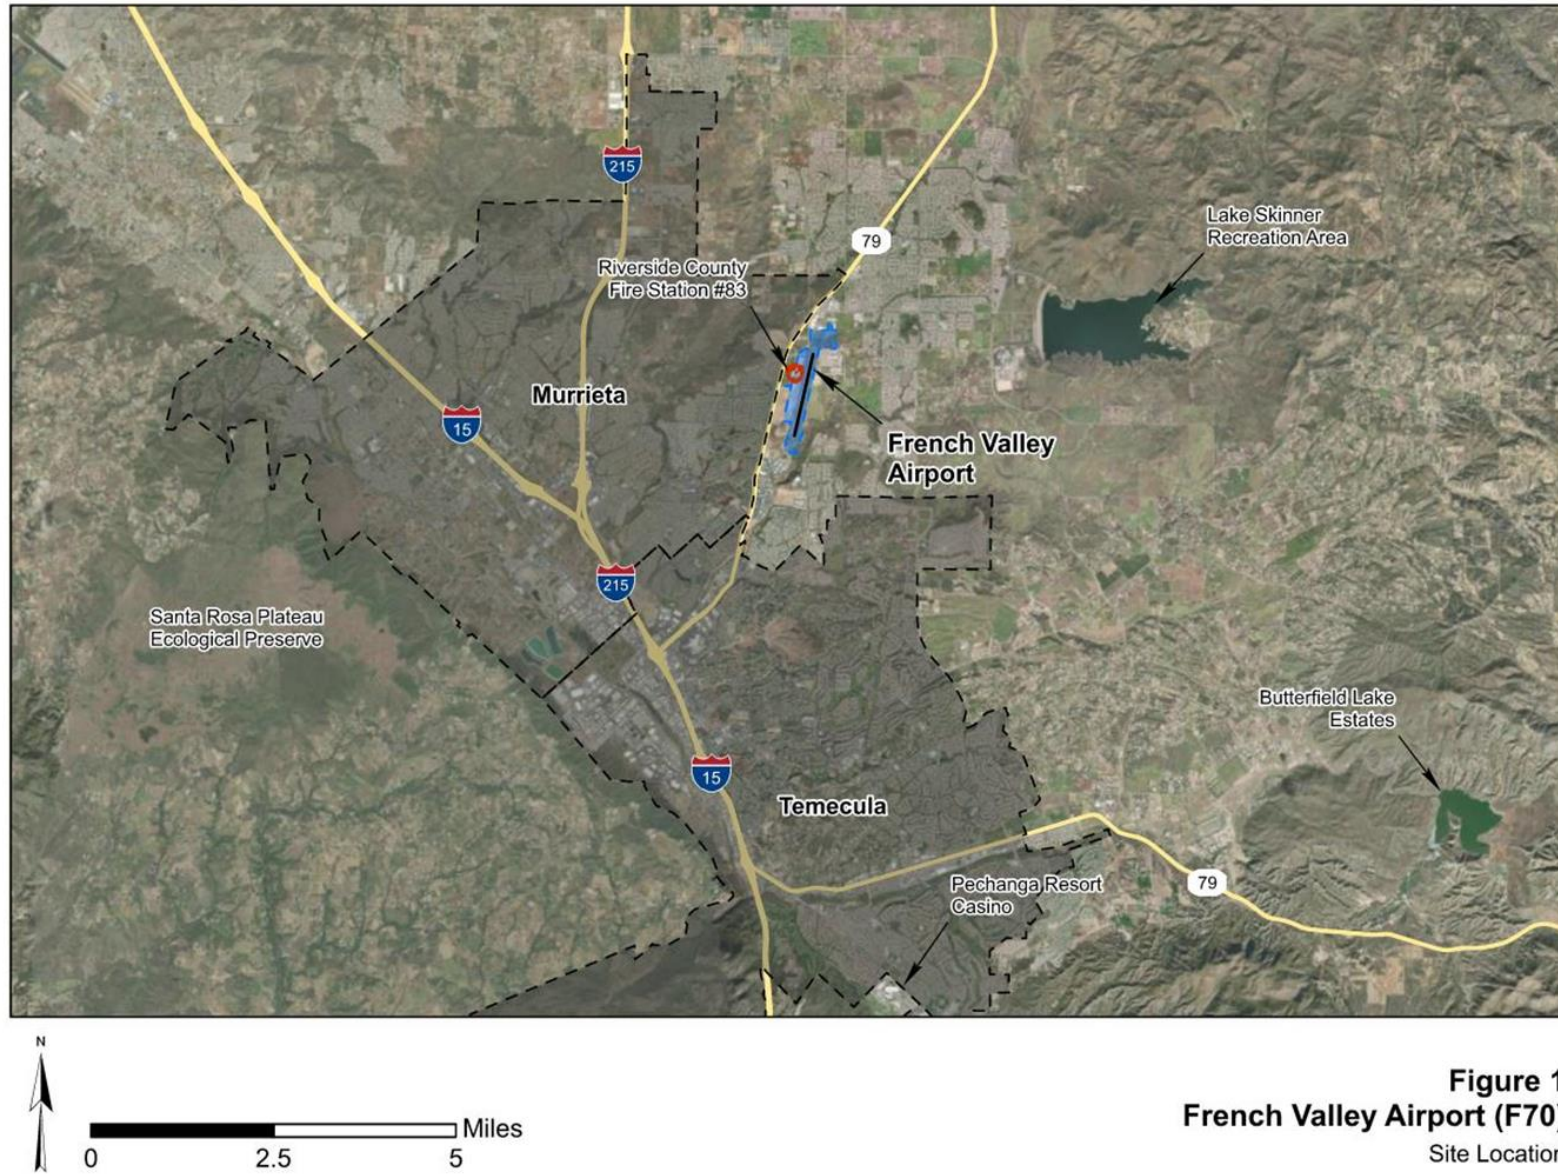 215
79
Lake Skinner
Recreation Area
Riverside County
Fire Station #83
Murrieta
15
French Valley
Airport
215
Santa Rosa Plateau
Ecological Preserve
Butterfield Lake
Estates
15
Temecula
Pechanga Resort
Casino
79
N
Miles
0 2.5 5
Figure 1
French Valley Airport (F70)
Site Location